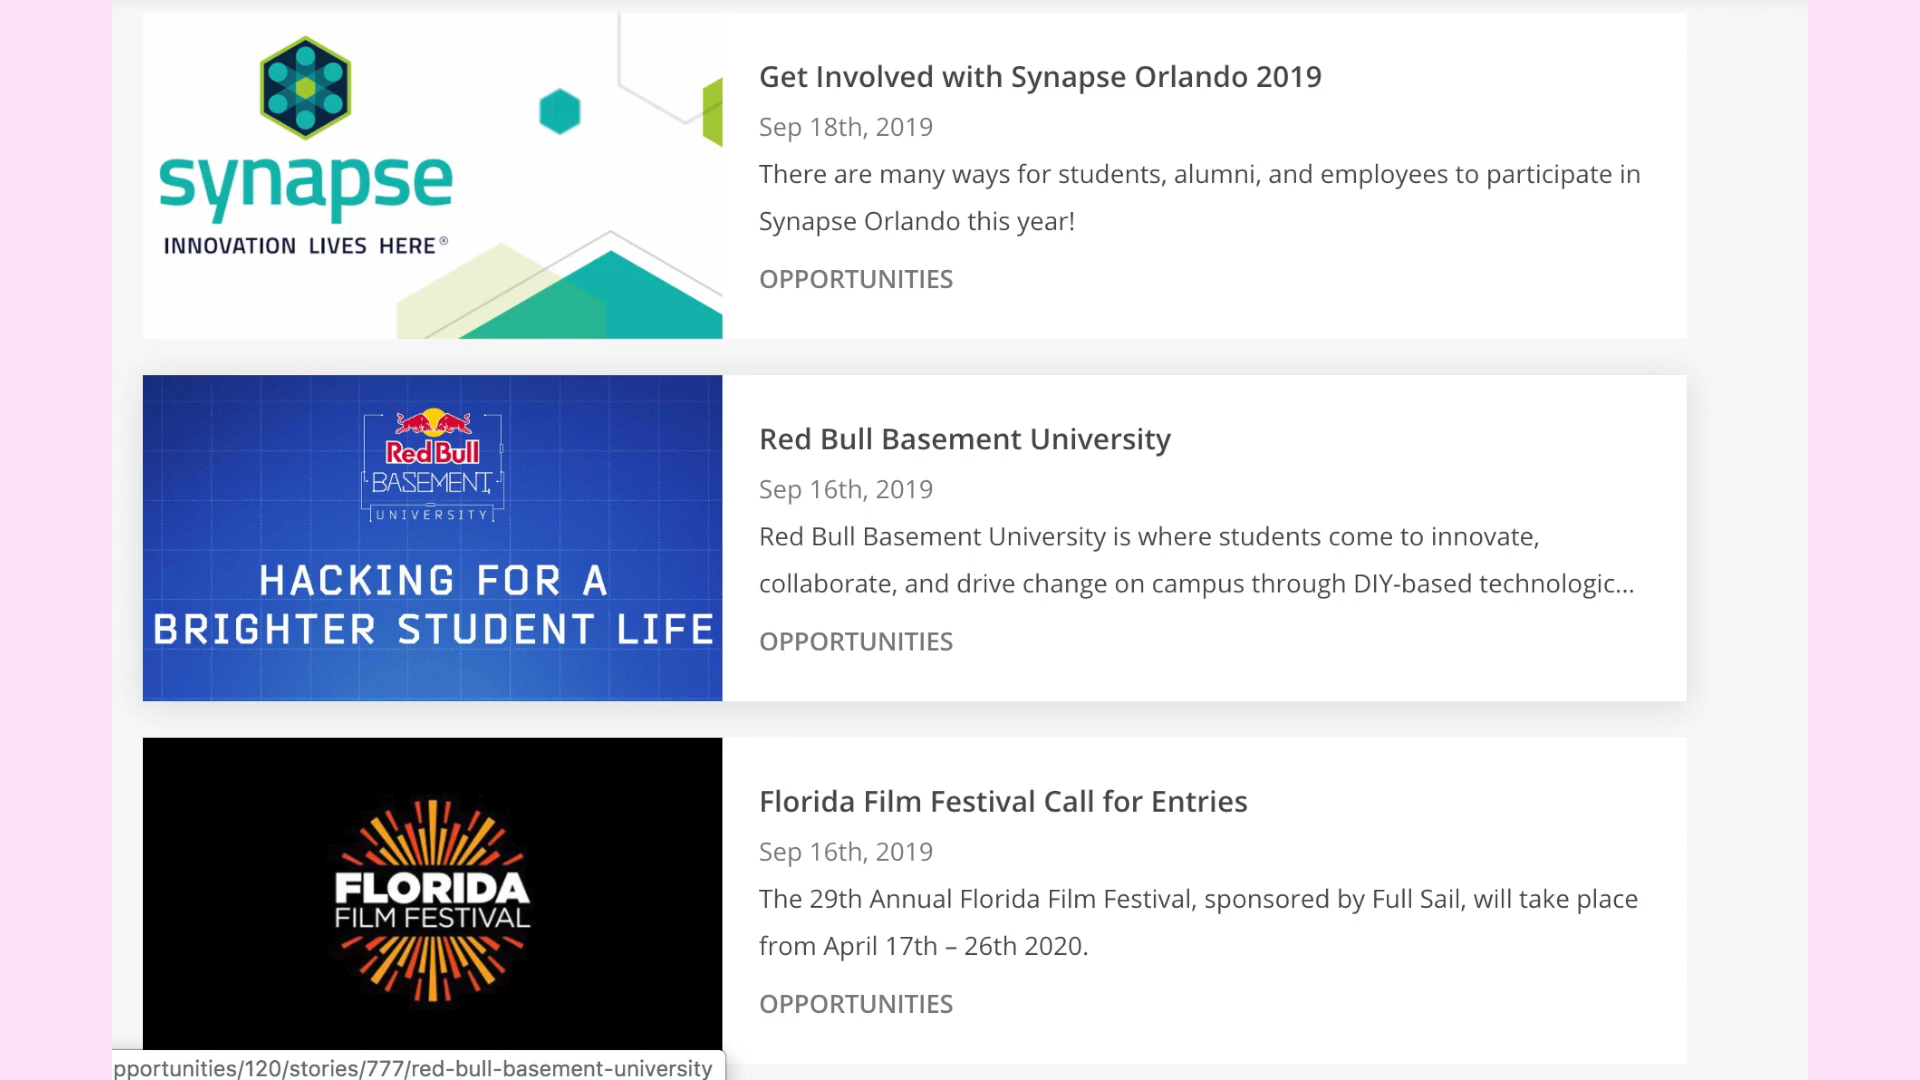 synapse
INNOVATION LIVES HERE®
Get Involved with Synapse Orlando 2019
Sep 18th, 2019
There are many ways for students, alumni, and employees to participate in
Synapse Orlando this year!
OPPORTUNITIES
Red Bull
BASEMENT
UNIVERSITY
HACKING FOR A
BRIGHTER STUDENT LIFE
Red Bull Basement University
Sep 16th, 2019
Red Bull Basement University is where students come to innovate,
collaborate, and drive change on campus through DIY-based technologic...
OPPORTUNITIES
FLORIDA
FILM FESTIVAL
Florida Film Festival Call for Entries
Sep 16th, 2019
The 29th Annual Florida Film Festival, sponsored by Full Sail, will take place
from April 17th – 26th 2020.
OPPORTUNITIES
pportunities/120/stories/777/red-bull-basement-university